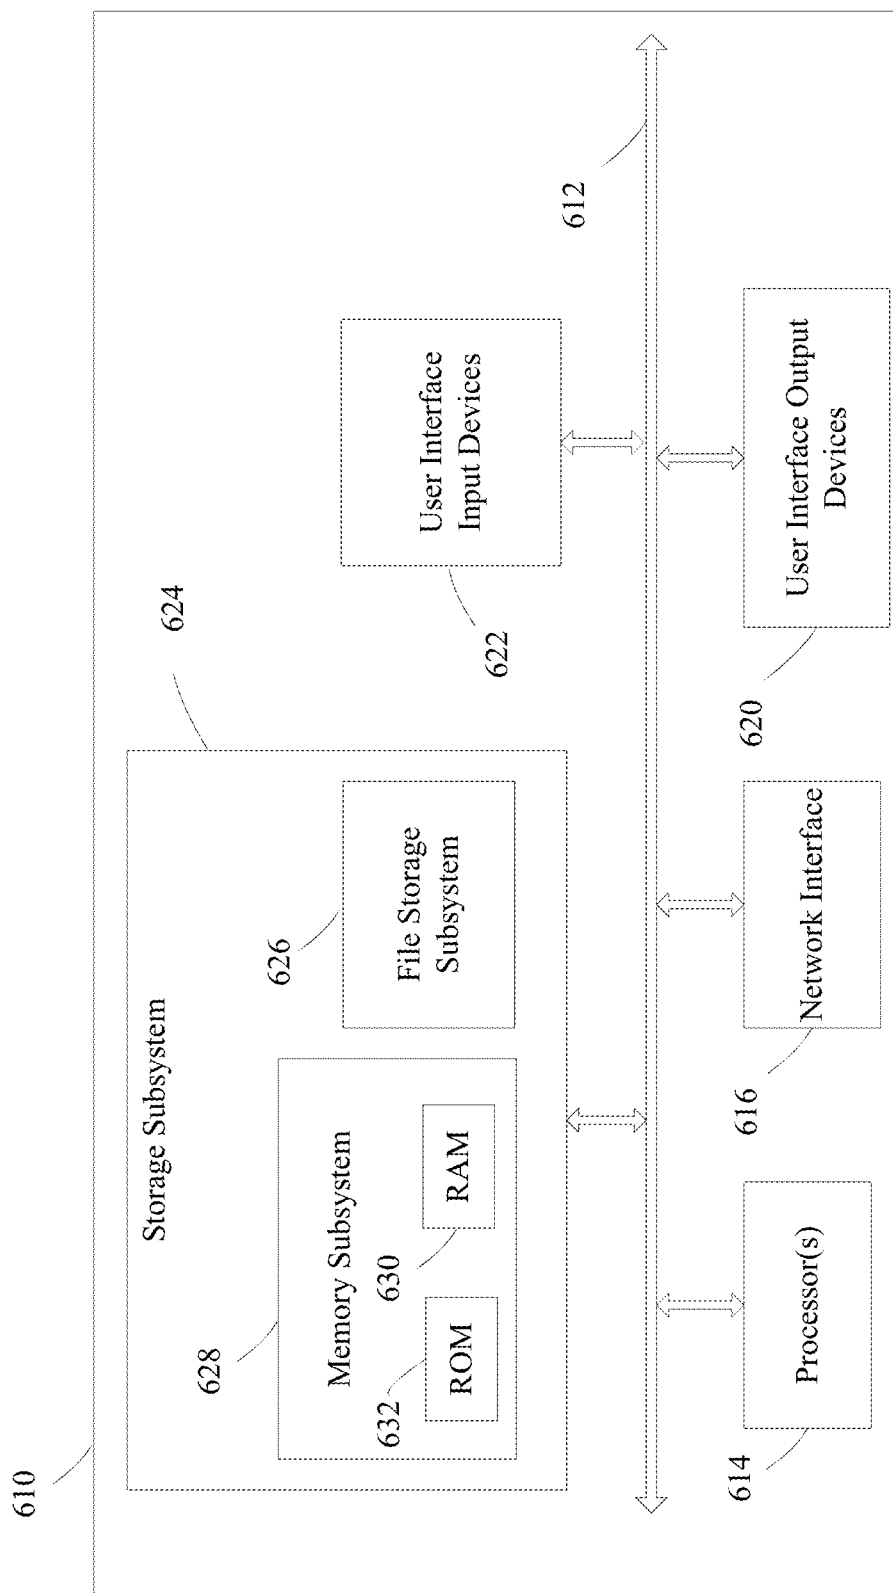 610
Storage Subsystem
624
628
Memory Subsystem
632
ROM
630
RAM
626
File Storage
Subsystem
622
User Interface
Input Devices
612
614
Processor(s)
616
Network Interface
620
User Interface Output
Devices